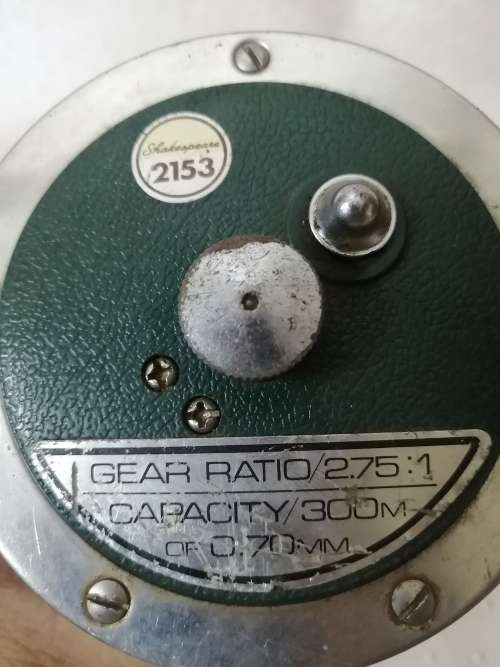 Shakespeare
2153
GEAR RATIO/2.75:1
CAPACITY/300M
OF 0.70MM